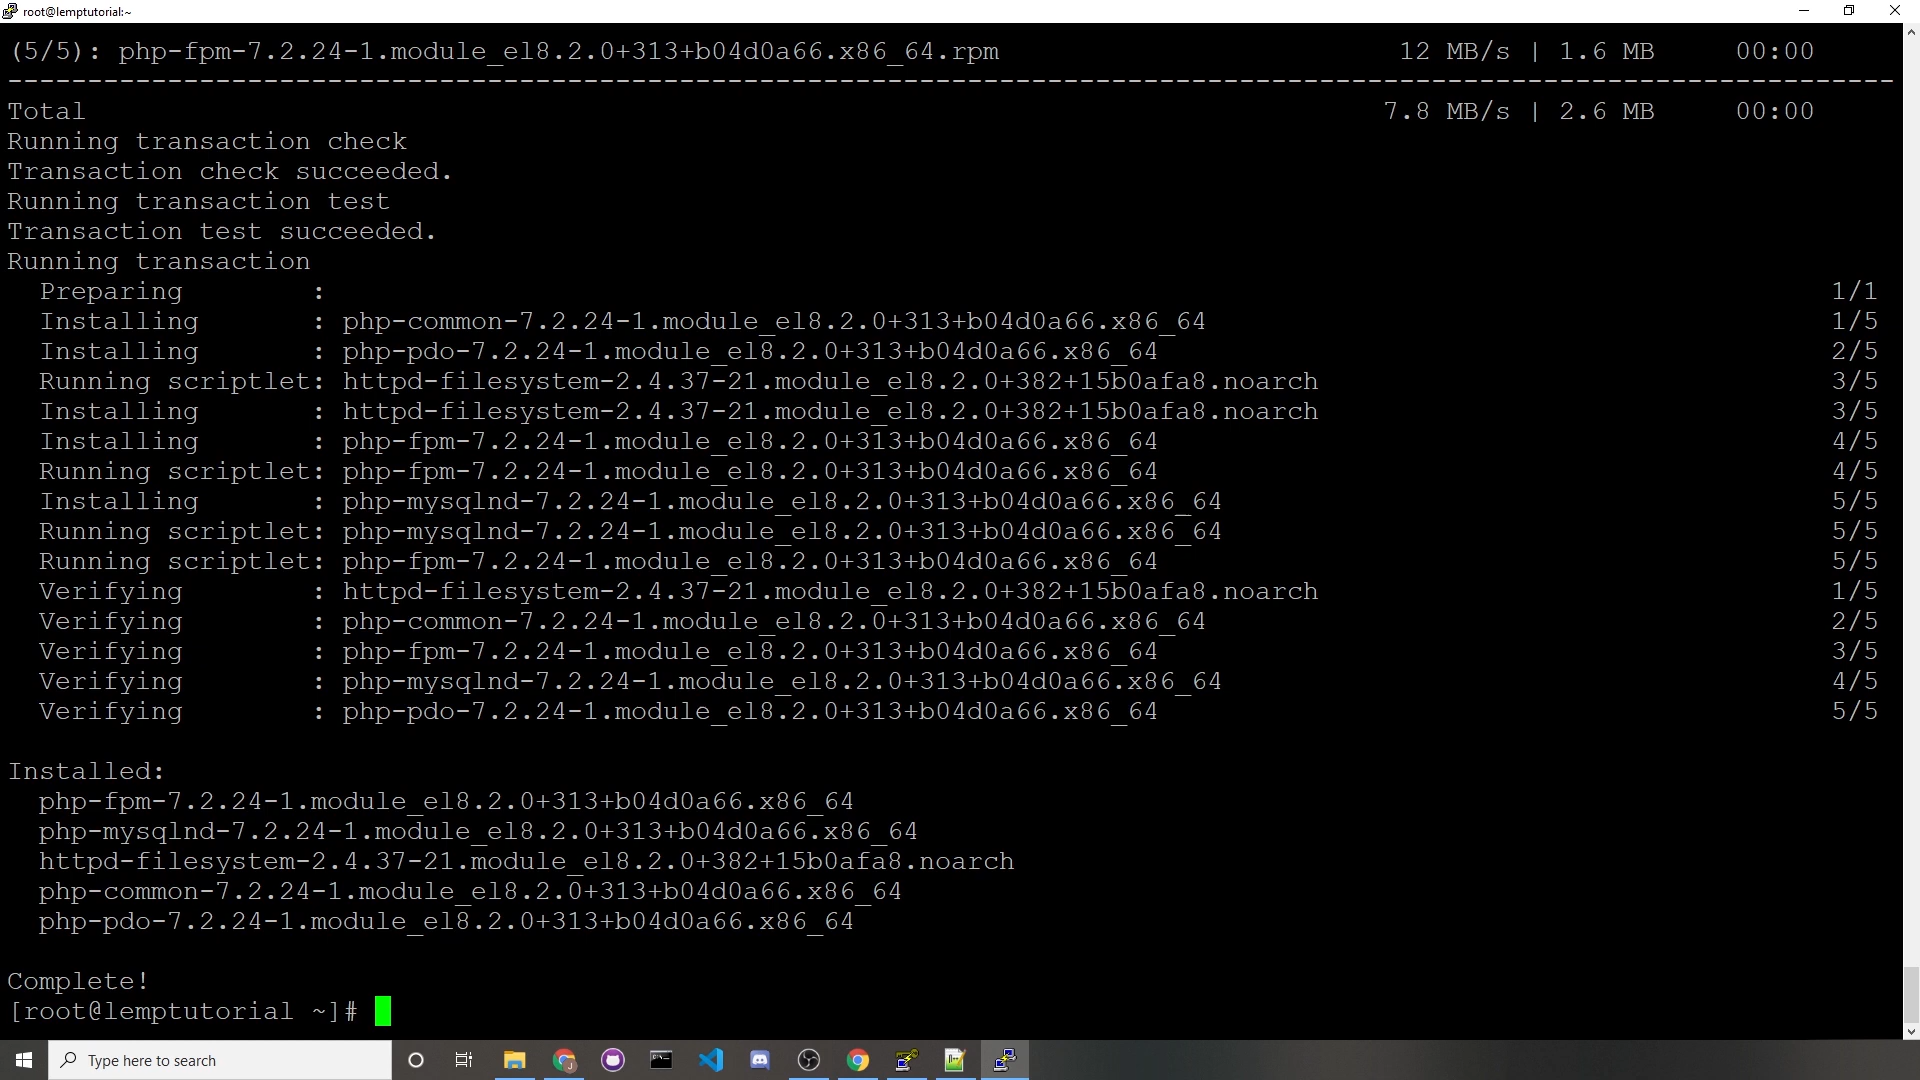 root@lemptutorial:~
(5/5): php-fpm-7.2.24-1.module_el8.2.0+313+b04d0a66.x86_64.rpm 12 MB/s | 1.6 MB 00:00
--------------------------------------------------------------------------------
Total 7.8 MB/s | 2.6 MB 00:00
Running transaction check
Transaction check succeeded.
Running transaction test
Transaction test succeeded.
Running transaction
Preparing : 1/1
Installing : php-common-7.2.24-1.module_el8.2.0+313+b04d0a66.x86_64 1/5
Installing : php-pdo-7.2.24-1.module_el8.2.0+313+b04d0a66.x86_64 2/5
Running scriptlet: httpd-filesystem-2.4.37-21.module_el8.2.0+382+15b0afa8.noarch 3/5
Installing : httpd-filesystem-2.4.37-21.module_el8.2.0+382+15b0afa8.noarch 3/5
Installing : php-fpm-7.2.24-1.module_el8.2.0+313+b04d0a66.x86_64 4/5
Running scriptlet: php-fpm-7.2.24-1.module_el8.2.0+313+b04d0a66.x86_64 4/5
Installing : php-mysqlnd-7.2.24-1.module_el8.2.0+313+b04d0a66.x86_64 5/5
Running scriptlet: php-mysqlnd-7.2.24-1.module_el8.2.0+313+b04d0a66.x86_64 5/5
Running scriptlet: php-fpm-7.2.24-1.module_el8.2.0+313+b04d0a66.x86_64 5/5
Verifying : httpd-filesystem-2.4.37-21.module_el8.2.0+382+15b0afa8.noarch 1/5
Verifying : php-common-7.2.24-1.module_el8.2.0+313+b04d0a66.x86_64 2/5
Verifying : php-fpm-7.2.24-1.module_el8.2.0+313+b04d0a66.x86_64 3/5
Verifying : php-mysqlnd-7.2.24-1.module_el8.2.0+313+b04d0a66.x86_64 4/5
Verifying : php-pdo-7.2.24-1.module_el8.2.0+313+b04d0a66.x86_64 5/5
Installed:
php-fpm-7.2.24-1.module_el8.2.0+313+b04d0a66.x86_64
php-mysqlnd-7.2.24-1.module_el8.2.0+313+b04d0a66.x86_64
httpd-filesystem-2.4.37-21.module_el8.2.0+382+15b0afa8.noarch
php-common-7.2.24-1.module_el8.2.0+313+b04d0a66.x86_64
php-pdo-7.2.24-1.module_el8.2.0+313+b04d0a66.x86_64
Complete!
[root@lemptutorial ~]#
Type here to search